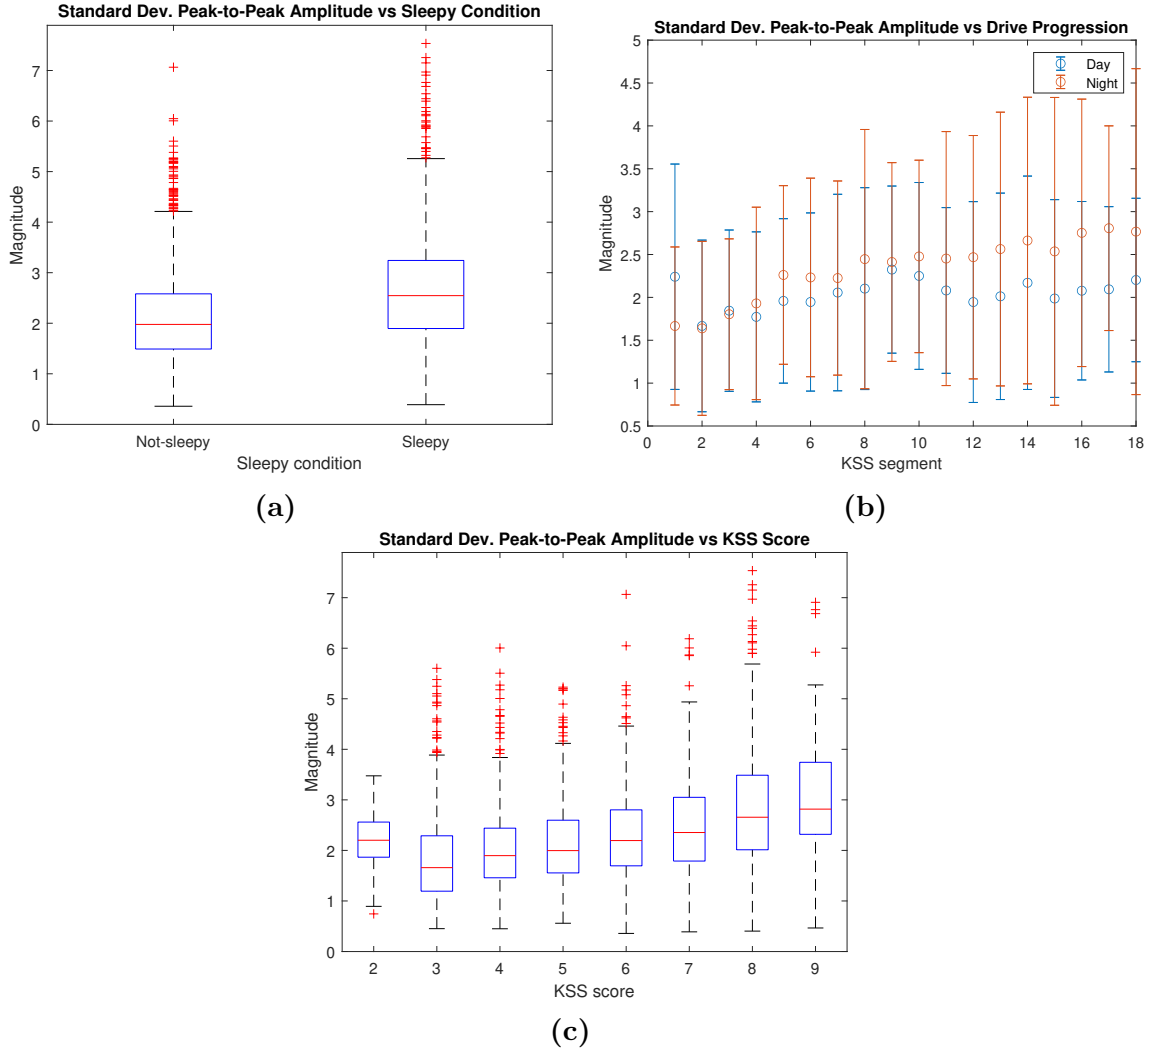 Standard Dev. Peak-to-Peak Amplitude vs Sleepy Condition
Magnitude
7
6
5
4
3
2
1
0
Not-sleepy Sleepy
Sleepy condition
(a)
Standard Dev. Peak-to-Peak Amplitude vs Drive Progression
Day
Night
Magnitude
5
4.5
4
3.5
3
2.5
2
1.5
1
0.5
0 2 4 6 8 10 12 14 16 18
KSS segment
(b)
Standard Dev. Peak-to-Peak Amplitude vs KSS Score
Magnitude
7
6
5
4
3
2
1
0
2 3 4 5 6 7 8 9
KSS score
(c)